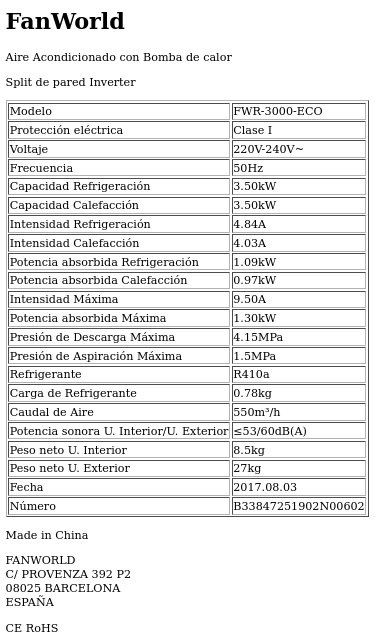 FanWorld
Aire Acondicionado con Bomba de calor
Split de pared Inverter
Modelo FWR-3000-ECO
Protección eléctrica Clase I
Voltaje 220V-240V~
Frecuencia 50Hz
Capacidad Refrigeración 3.50kW
Capacidad Calefacción 3.50kW
Intensidad Refrigeración 4.84A
Intensidad Calefacción 4.03A
Potencia absorbida Refrigeración 1.09kW
Potencia absorbida Calefacción 0.97kW
Intensidad Máxima 9.50A
Potencia absorbida Máxima 1.30kW
Presión de Descarga Máxima 4.15MPa
Presión de Aspiración Máxima 1.5MPa
Refrigerante R410a
Carga de Refrigerante 0.78kg
Caudal de Aire 550m³/h
Potencia sonora U. Interior/U. Exterior ≤53/60dB(A)
Peso neto U. Interior 8.5kg
Peso neto U. Exterior 27kg
Fecha 2017.08.03
Número B33847251902N00602
Made in China
FANWORLD
C/ PROVENZA 392 P2
08025 BARCELONA
ESPAÑA
CE RoHS